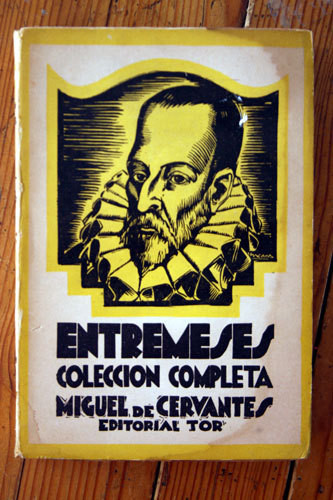 ENTREMESES
COLECCION COMPLETA
MIGUEL DE CERVANTES
EDITORIAL TOR